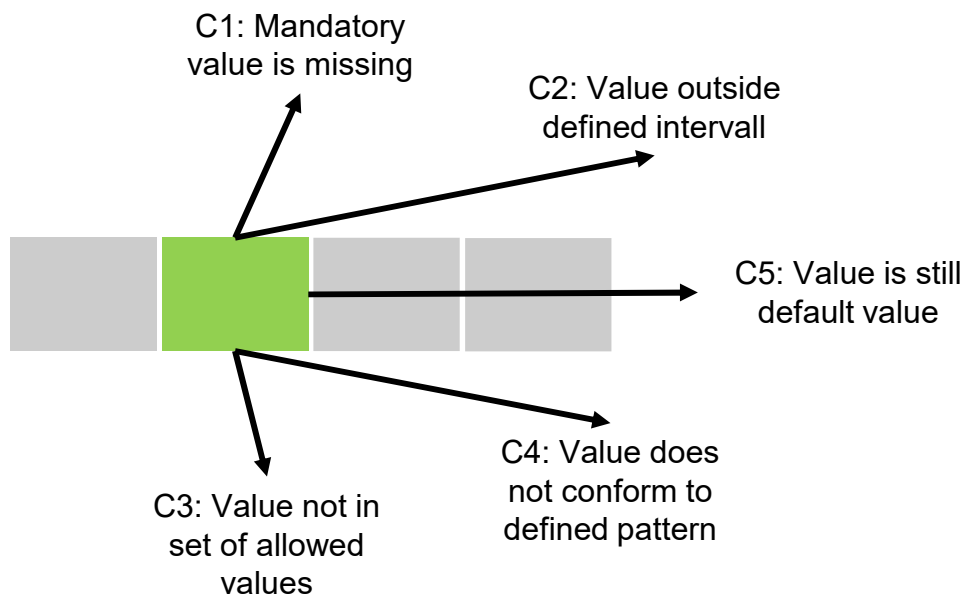 C1: Mandatory
value is missing
C2: Value outside
defined intervall
C5: Value is still
default value
C4: Value does
not conform to
defined pattern
C3: Value not in
set of allowed
values